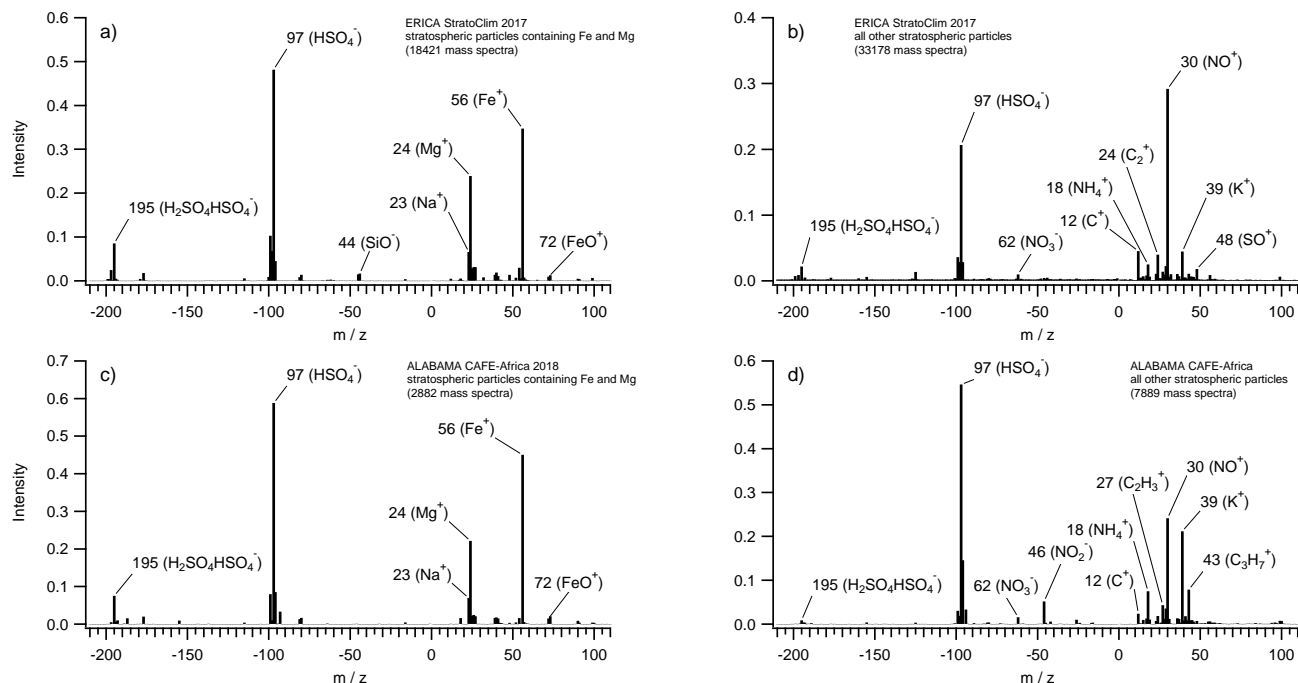 a)
ERICA StratoClim 2017
stratospheric particles containing Fe and Mg
(18421 mass spectra)
97 (HSO₄⁻)
56 (Fe⁺)
24 (Mg⁺)
23 (Na⁺)
195 (H₂SO₄HSO₄⁻)
44 (SiO⁻)
72 (FeO⁺)
Intensity
0.6
0.5
0.4
0.3
0.2
0.1
0.0
-200 -150 -100 -50 0 50 100
m / z
b)
ERICA StratoClim 2017
all other stratospheric particles
(33178 mass spectra)
30 (NO⁺)
97 (HSO₄⁻)
24 (C₂⁺)
18 (NH₄⁺)
39 (K⁺)
12 (C⁺)
195 (H₂SO₄HSO₄⁻)
62 (NO₃⁻)
48 (SO⁺)
0.4
0.3
0.2
0.1
0.0
-200 -150 -100 -50 0 50 100
m / z
c)
ALABAMA CAFE-Africa 2018
stratospheric particles containing Fe and Mg
(2882 mass spectra)
97 (HSO₄⁻)
56 (Fe⁺)
24 (Mg⁺)
195 (H₂SO₄HSO₄⁻)
23 (Na⁺)
72 (FeO⁺)
Intensity
0.7
0.6
0.5
0.4
0.3
0.2
0.1
0.0
-200 -150 -100 -50 0 50 100
m / z
d)
ALABAMA CAFE-Africa
all other stratospheric particles
(7889 mass spectra)
97 (HSO₄⁻)
30 (NO⁺)
27 (C₂H₃⁺)
39 (K⁺)
18 (NH₄⁺)
46 (NO₂⁻)
43 (C₃H₇⁺)
195 (H₂SO₄HSO₄⁻)
62 (NO₃⁻)
12 (C⁺)
0.6
0.5
0.4
0.3
0.2
0.1
0.0
-200 -150 -100 -50 0 50 100
m / z